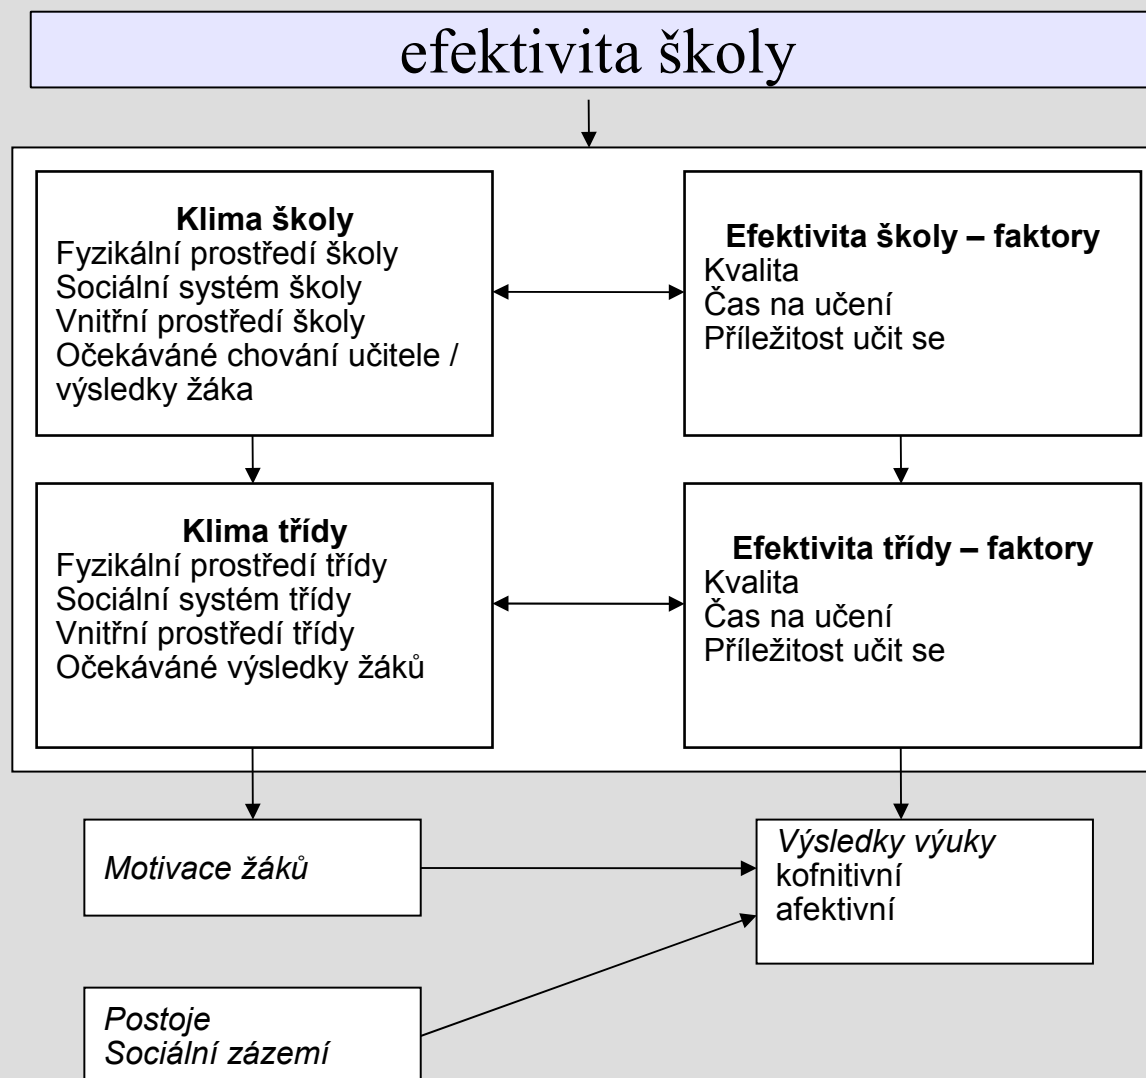 efektivita školy
Klima školy
Fyzikální prostředí školy
Sociální systém školy
Vnitřní prostředí školy
Očekáváné chování učitele /
výsledky žáka
Efektivita školy – faktory
Kvalita
Čas na učení
Příležitost učit se
Klima třídy
Fyzikální prostředí třídy
Sociální systém třídy
Vnitřní prostředí třídy
Očekáváné výsledky žáků
Efektivita třídy – faktory
Kvalita
Čas na učení
Příležitost učit se
Motivace žáků
Výsledky výuky
kofnitivní
afektivní
Postoje
Sociální zázemí